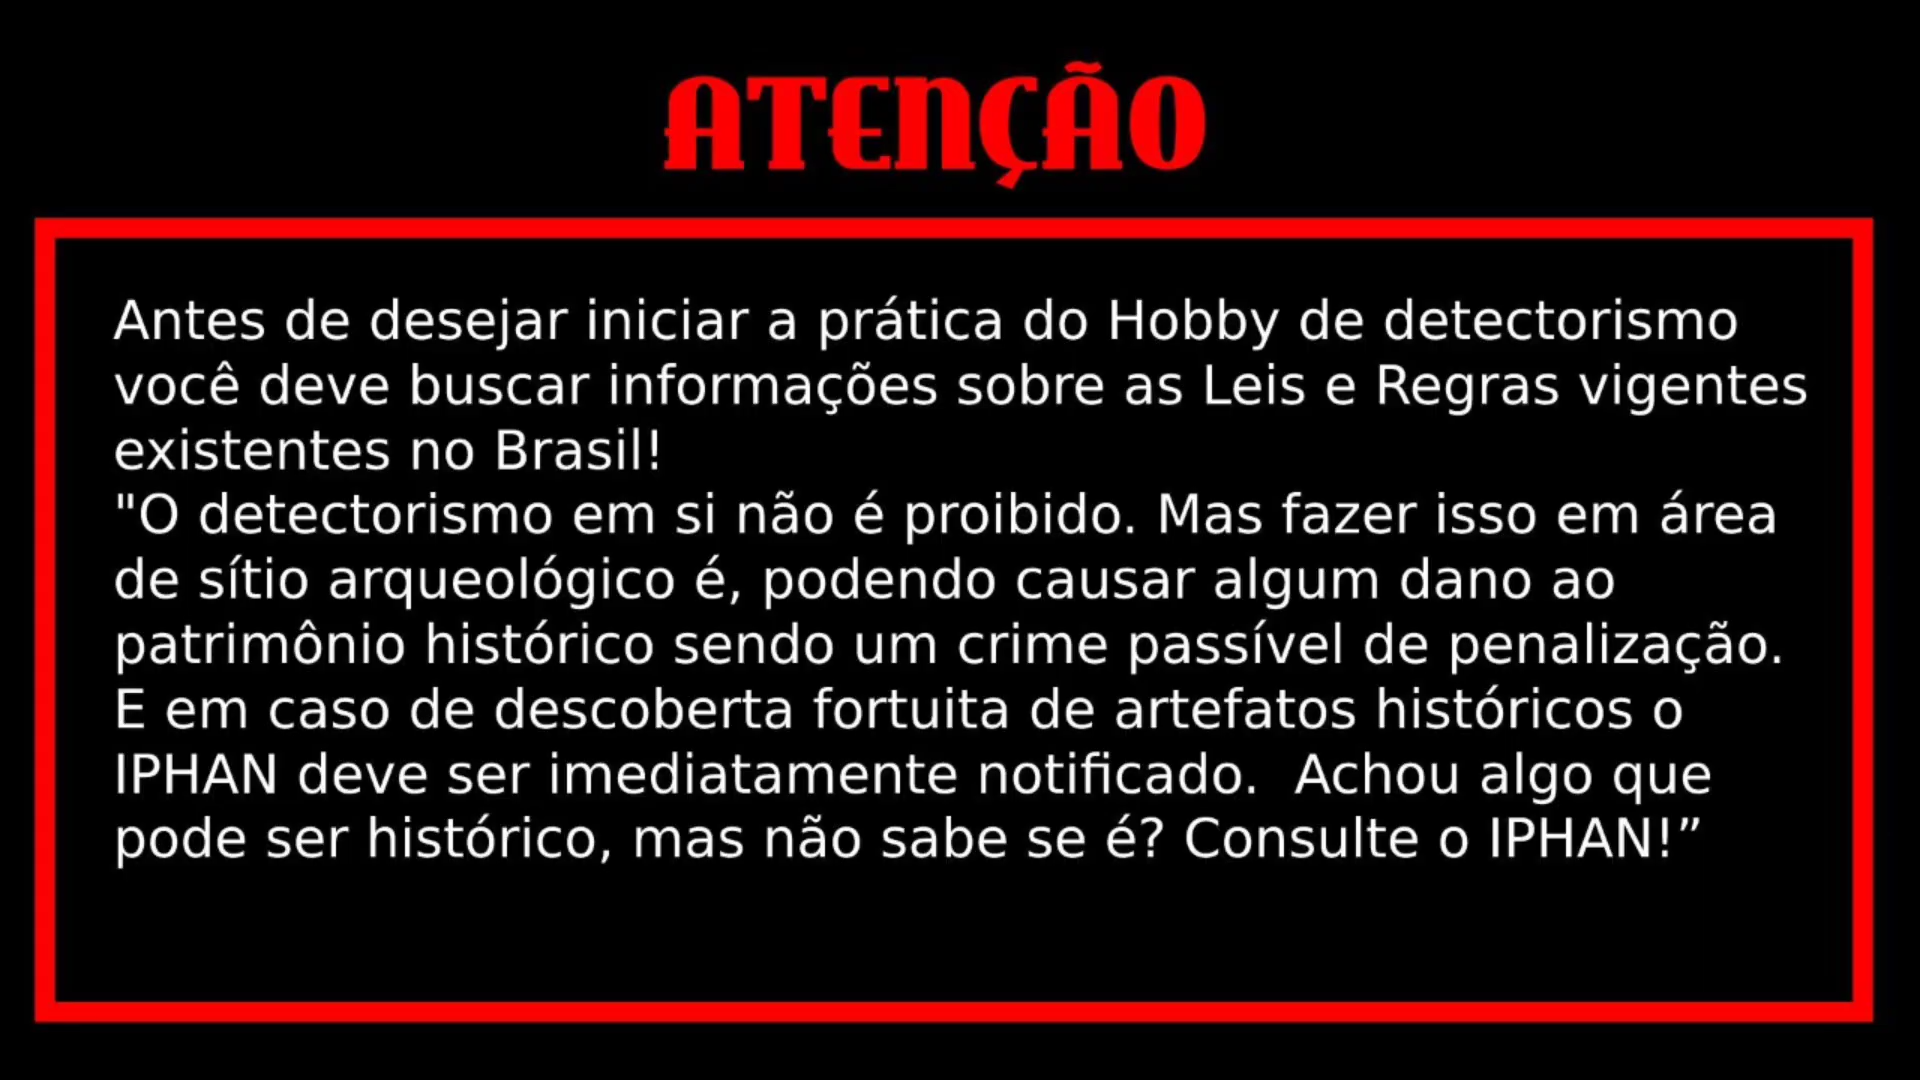 ATENÇÃO
Antes de desejar iniciar a prática do Hobby de detectorismo
você deve buscar informações sobre as Leis e Regras vigentes
existentes no Brasil!
"O detectorismo em si não é proibido. Mas fazer isso em área
de sítio arqueológico é, podendo causar algum dano ao
patrimônio histórico sendo um crime passível de penalização.
E em caso de descoberta fortuita de artefatos históricos o
IPHAN deve ser imediatamente notificado.  Achou algo que
pode ser histórico, mas não sabe se é? Consulte o IPHAN!”